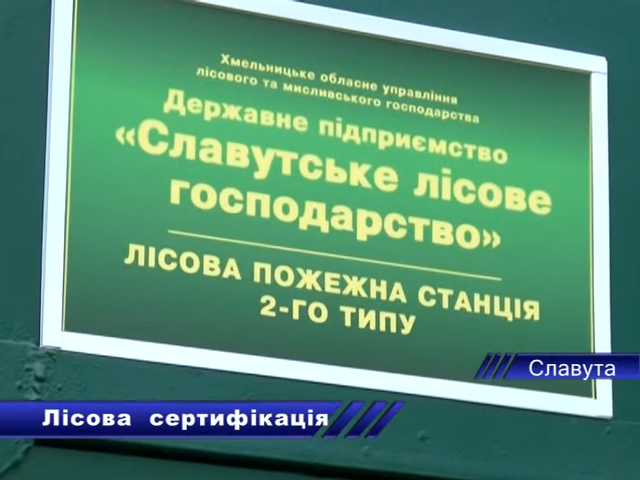 Хмельницьке обласне управління
лісового та мисливського господарства
Державне підприємство
«Славутське лісове
господарство»
ЛІСОВА ПОЖЕЖНА СТАНЦІЯ
2-ГО ТИПУ
Славута
Лісова сертифікація